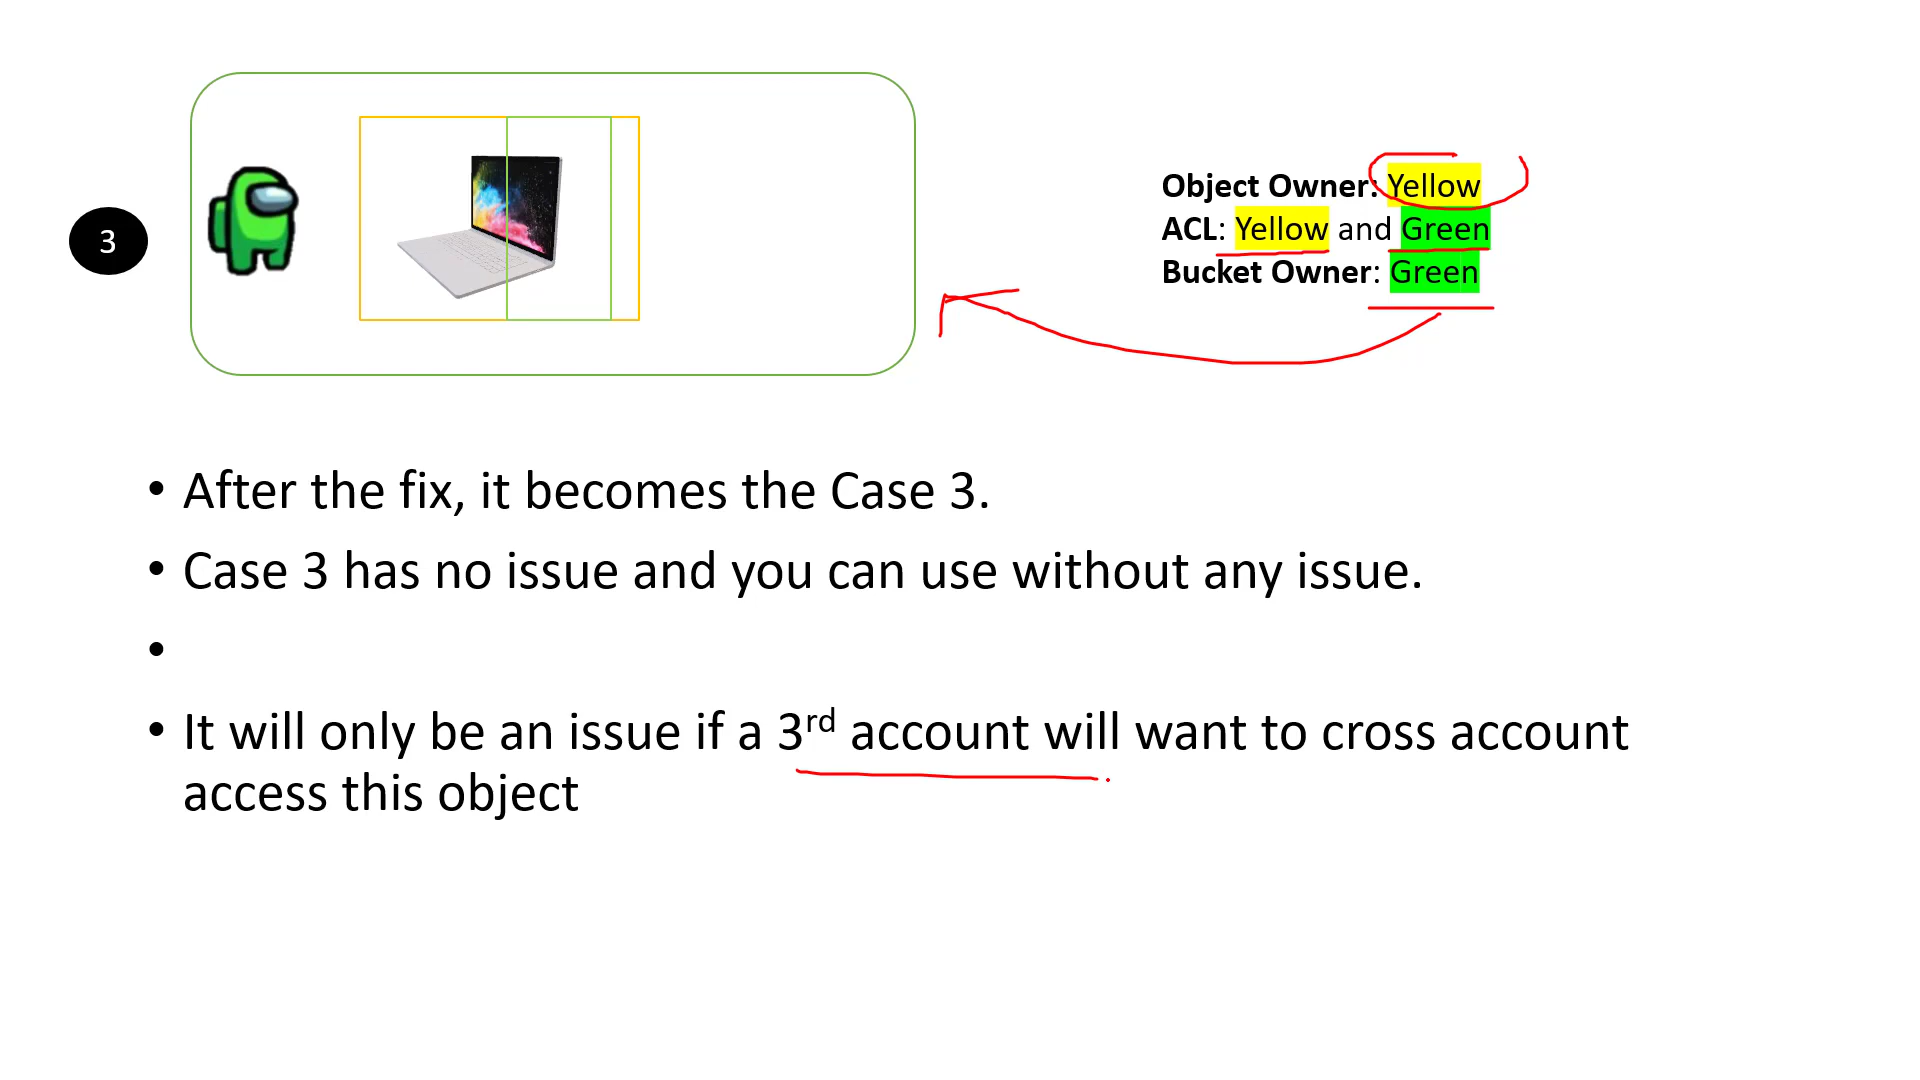 3
Object Owner: Yellow
ACL: Yellow and Green
Bucket Owner: Green
• After the fix, it becomes the Case 3.
• Case 3 has no issue and you can use without any issue.
•
• It will only be an issue if a 3rd account will want to cross account
access this object